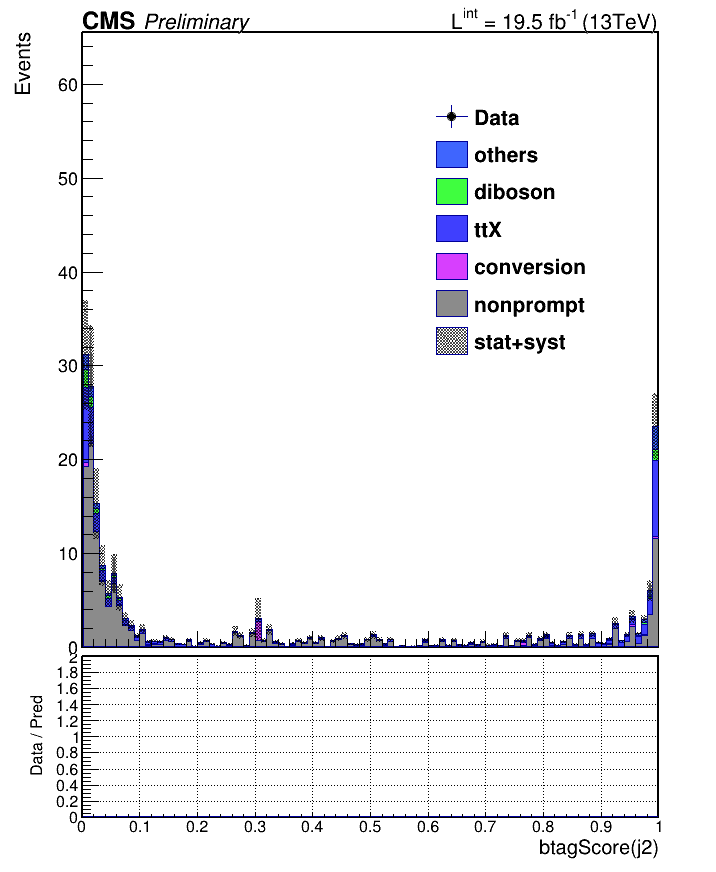 CMS Preliminary
L^int = 19.5 fb^-1 (13TeV)
Events
60
50
40
30
20
10
0
Data
others
diboson
ttX
conversion
nonprompt
stat+syst
Data / Pred
2
1.8
1.6
1.4
1.2
1
0.8
0.6
0.4
0.2
0
0 0.1 0.2 0.3 0.4 0.5 0.6 0.7 0.8 0.9 1
btagScore(j2)